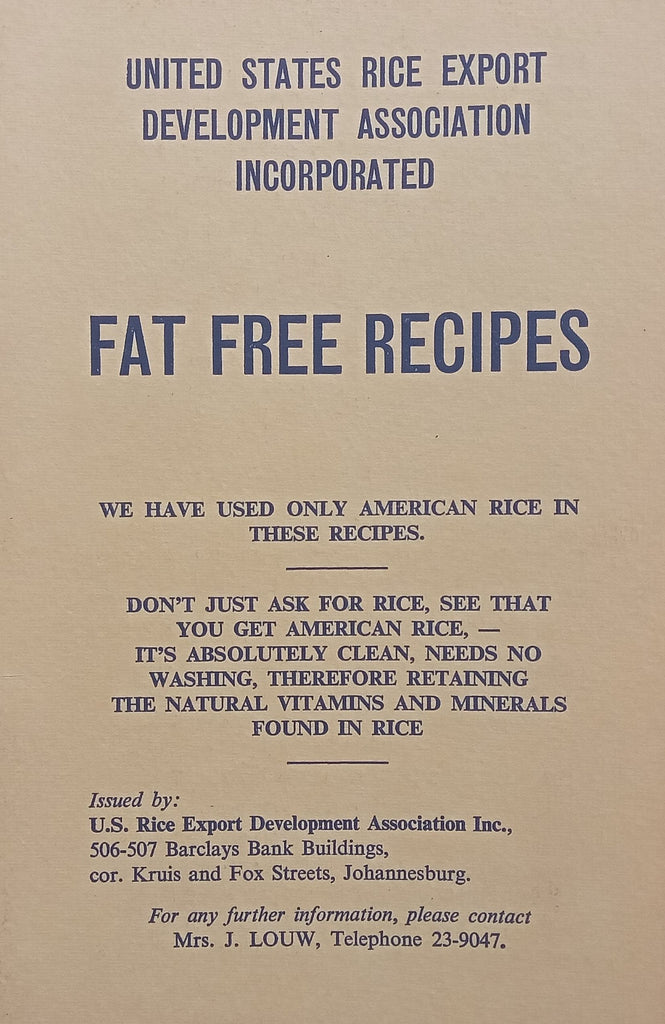 UNITED STATES RICE EXPORT
DEVELOPMENT ASSOCIATION
INCORPORATED
FAT FREE RECIPES
WE HAVE USED ONLY AMERICAN RICE IN
THESE RECIPES.
DON'T JUST ASK FOR RICE, SEE THAT
YOU GET AMERICAN RICE, —
IT'S ABSOLUTELY CLEAN, NEEDS NO
WASHING, THEREFORE RETAINING
THE NATURAL VITAMINS AND MINERALS
FOUND IN RICE
Issued by:
U.S. Rice Export Development Association Inc.,
506-507 Barclays Bank Buildings,
cor. Kruis and Fox Streets, Johannesburg.
For any further information, please contact
Mrs. J. LOUW, Telephone 23-9047.